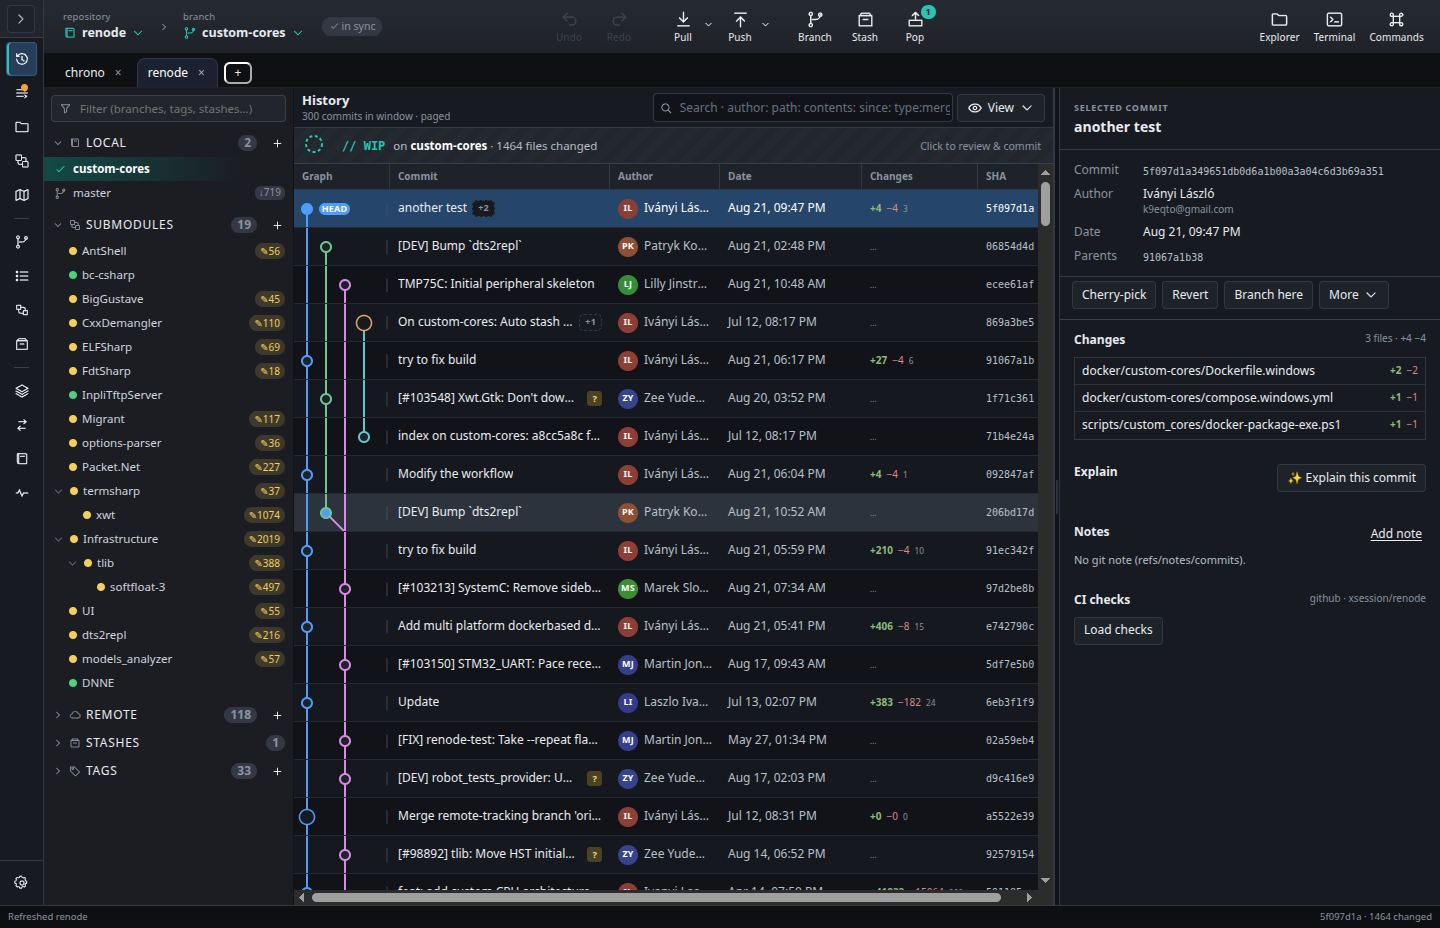 repository
renode
branch
custom-cores
in sync
Undo
Redo
Pull
Push
Branch
Stash
1
Pop
Explorer
Terminal
Commands
chrono ×
renode ×
+
Filter (branches, tags, stashes...)
LOCAL 2 +
custom-cores
master ↓719
SUBMODULES 19 +
AntShell ✎56
bc-csharp
BigGustave ✎45
CxxDemangler ✎110
ELFSharp ✎69
FdtSharp ✎18
InpliTftpServer
Migrant ✎117
options-parser ✎36
Packet.Net ✎227
termsharp ✎37
xwt ✎1074
Infrastructure ✎2019
tlib ✎388
softfloat-3 ✎497
UI ✎55
dts2repl ✎216
models_analyzer ✎57
DNNE
REMOTE 118 +
STASHES 1
TAGS 33 +
History
300 commits in window · paged
Search · author: path: contents: since: type:merg
View
// WIP on custom-cores · 1464 files changed
Click to review & commit
Graph Commit Author Date Changes SHA
HEAD another test +2 IL Iványi Lás... Aug 21, 09:47 PM +4 −4 3 5f097d1a
[DEV] Bump `dts2repl` PK Patryk Ko... Aug 21, 02:48 PM ... 06854d4d
TMP75C: Initial peripheral skeleton LJ Lilly Jinstr... Aug 21, 10:48 AM ... ecee61af
On custom-cores: Auto stash ... +1 IL Iványi Lás... Jul 12, 08:17 PM ... 869a3be5
try to fix build IL Iványi Lás... Aug 21, 06:17 PM +27 −4 6 91067a1b
[#103548] Xwt.Gtk: Don't dow... ? ZY Zee Yude... Aug 20, 03:52 PM ... 1f71c361
index on custom-cores: a8cc5a8c f... IL Iványi Lás... Jul 12, 08:17 PM ... 71b4e24a
Modify the workflow IL Iványi Lás... Aug 21, 06:04 PM +4 −4 1 092847af
[DEV] Bump `dts2repl` PK Patryk Ko... Aug 21, 10:52 AM ... 206bd17d
try to fix build IL Iványi Lás... Aug 21, 05:59 PM +210 −4 10 91ec342f
[#103213] SystemC: Remove sideb... MS Marek Slo... Aug 21, 07:34 AM ... 97d2be8b
Add multi platform dockerbased d... IL Iványi Lás... Aug 21, 05:41 PM +406 −8 15 e742790c
[#103150] STM32_UART: Pace rece... MJ Martin Jon... Aug 17, 09:43 AM ... 5df7e5b0
Update LI Laszlo Iva... Jul 13, 02:07 PM +383 −182 24 6eb3f1f9
[FIX] renode-test: Take --repeat fla... MJ Martin Jon... May 27, 01:34 PM ... 02a59eb4
[DEV] robot_tests_provider: U... ? ZY Zee Yude... Aug 17, 02:03 PM ... d9c416e9
Merge remote-tracking branch 'ori... IL Iványi Lás... Jul 12, 08:31 PM +0 −0 0 a5522e39
[#98892] tlib: Move HST initial... ? ZY Zee Yude... Aug 14, 06:52 PM ... 92579154
SELECTED COMMIT
another test
Commit 5f097d1a349651db0d6a1b00a3a04c6d3b69a351
Author Iványi László
k9eqto@gmail.com
Date Aug 21, 09:47 PM
Parents 91067a1b38
Cherry-pick
Revert
Branch here
More
Changes 3 files · +4 −4
docker/custom-cores/Dockerfile.windows +2 −2
docker/custom-cores/compose.windows.yml +1 −1
scripts/custom_cores/docker-package-exe.ps1 +1 −1
Explain ✨ Explain this commit
Notes Add note
No git note (refs/notes/commits).
CI checks github · xsession/renode
Load checks
Refreshed renode
5f097d1a · 1464 changed